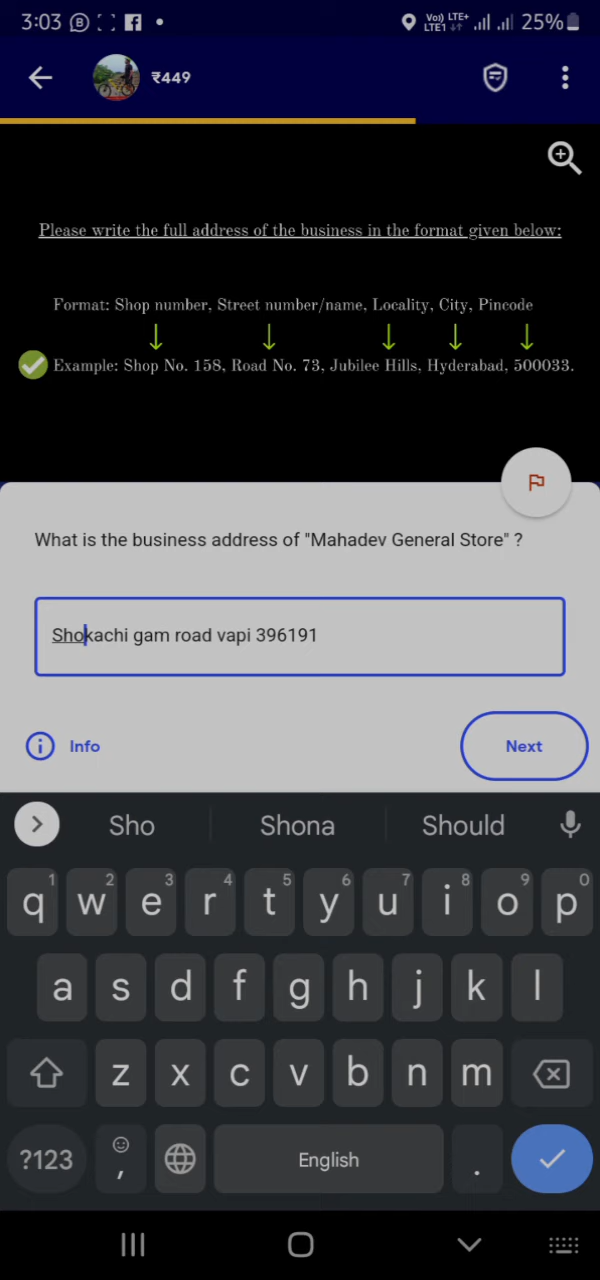 3:03 25%
Vo) LTE+
LTE1
₹449
Please write the full address of the business in the format given below:
Format: Shop number, Street number/name, Locality, City, Pincode
Example: Shop No. 158, Road No. 73, Jubilee Hills, Hyderabad, 500033.
What is the business address of "Mahadev General Store" ?
Shokachi gam road vapi 396191
Info Next
Sho Shona Should
1 2 3 4 5 6 7 8 9 0
q w e r t y u i o p
a s d f g h j k l
z x c v b n m
?123 , English .